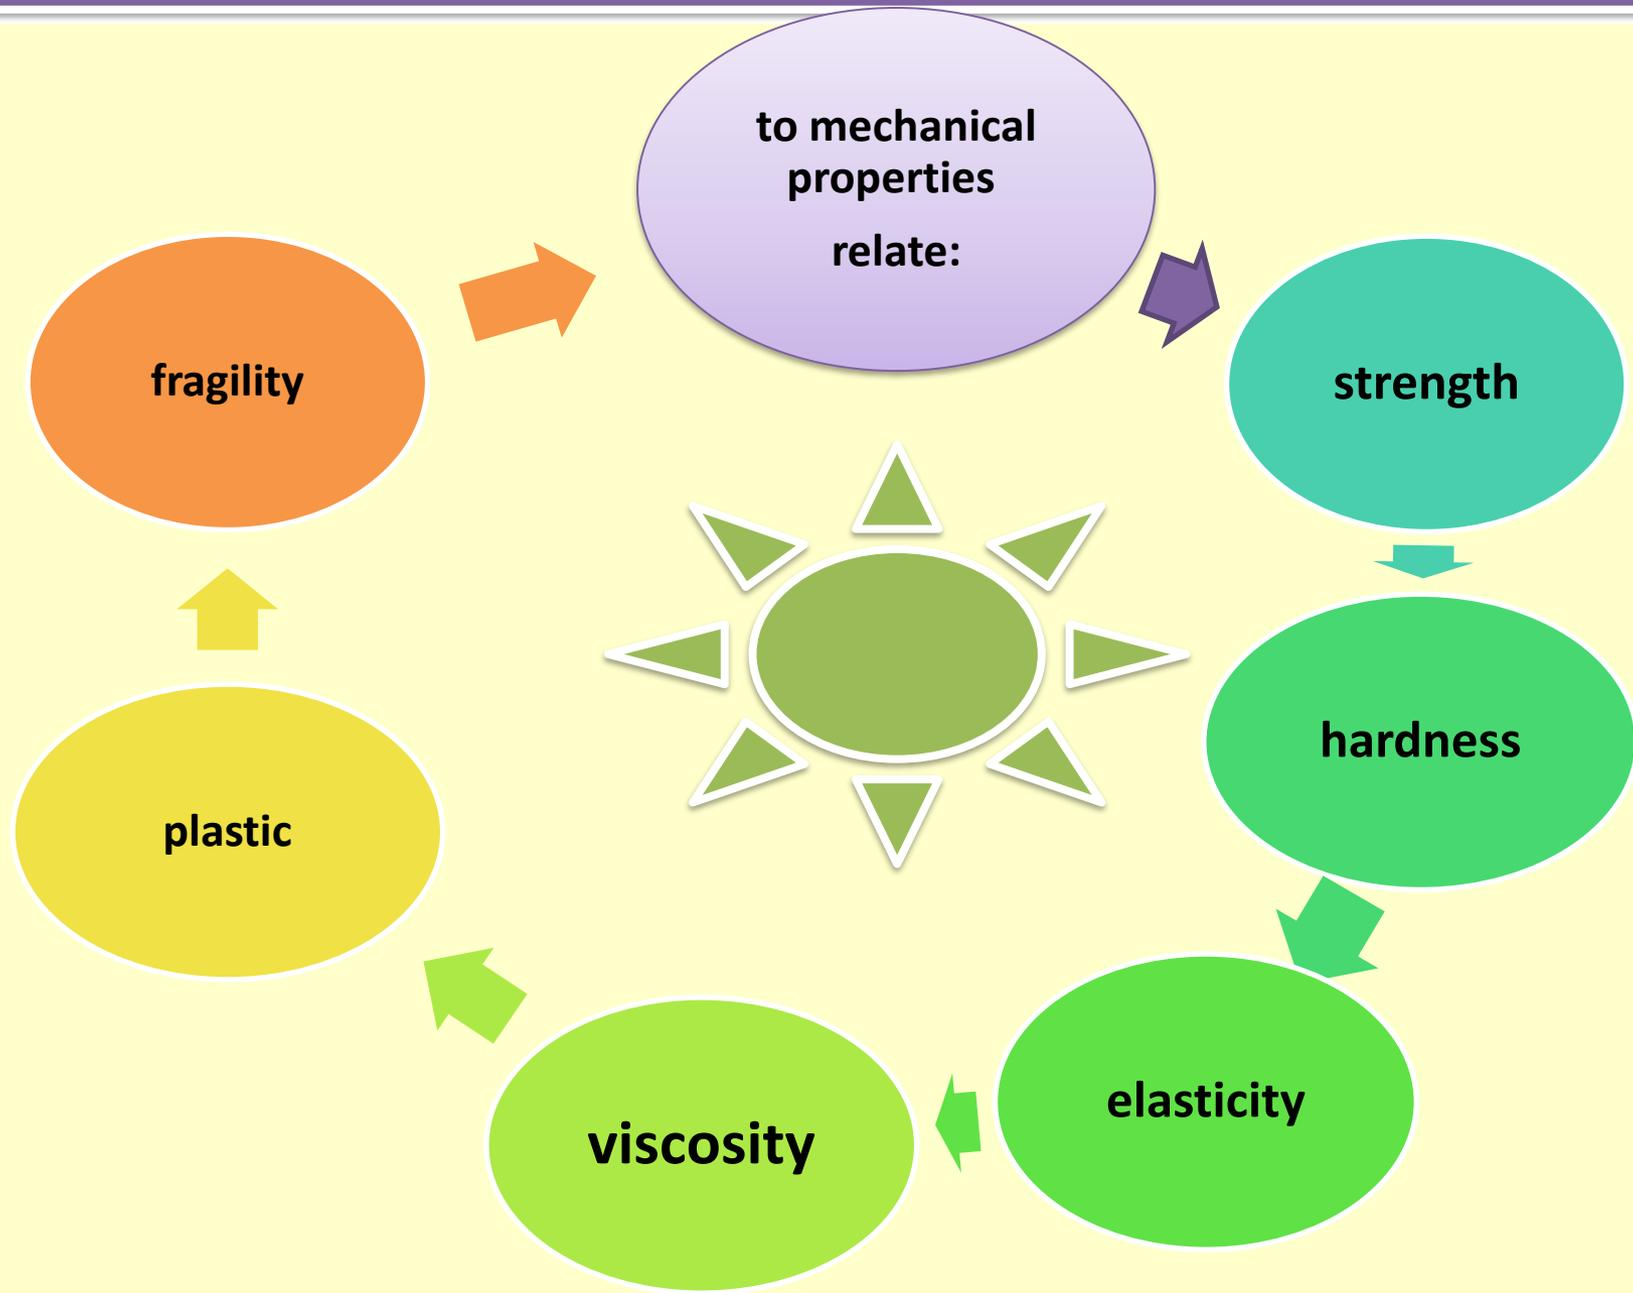 to mechanical
properties
relate:
strength
hardness
elasticity
viscosity
plastic
fragility